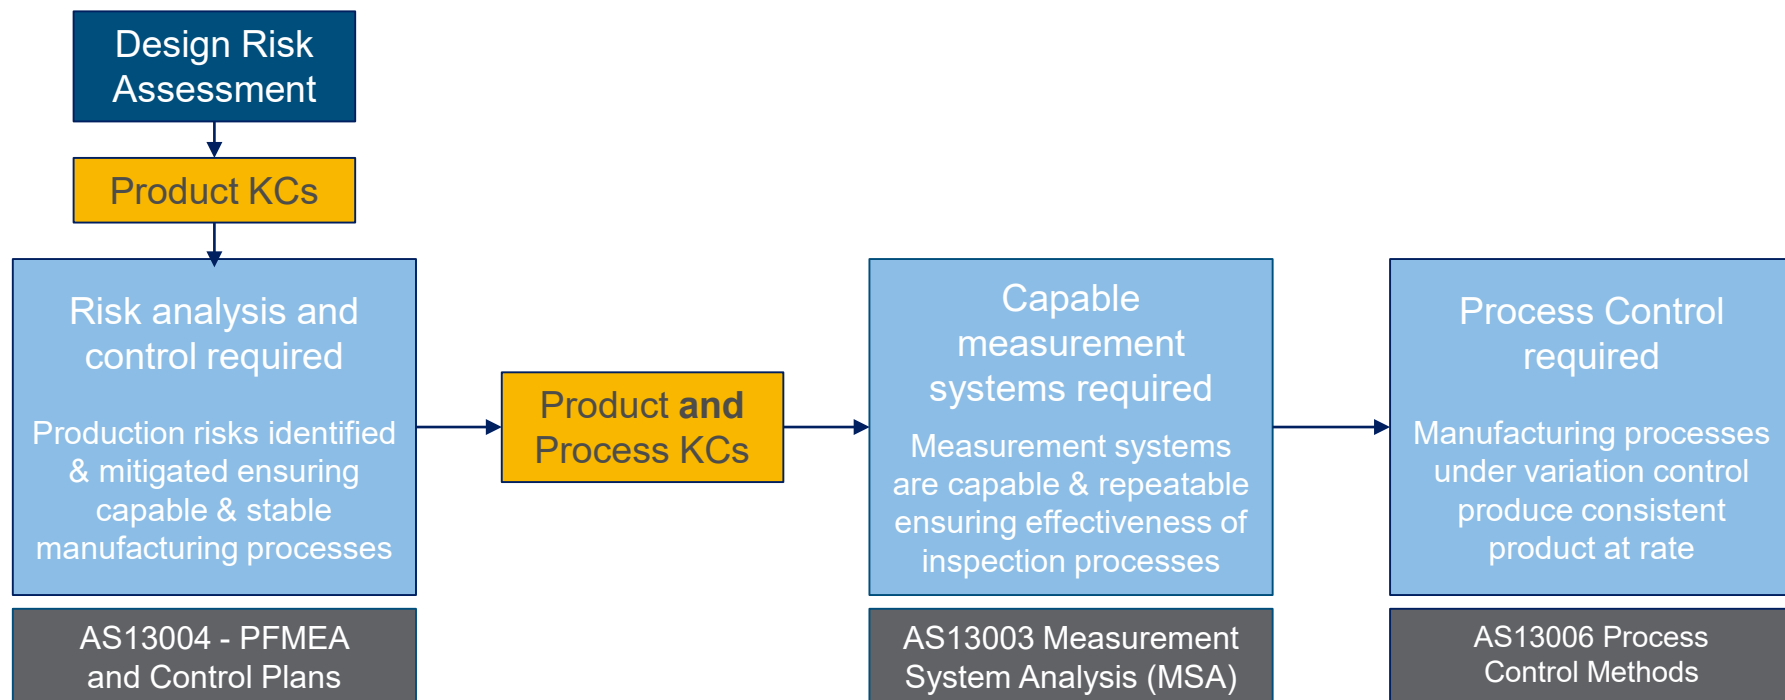 Design Risk
Assessment
Product KCs
Risk analysis and
control required
Production risks identified
& mitigated ensuring
capable & stable
manufacturing processes
AS13004 - PFMEA
and Control Plans
Product and
Process KCs
Capable
measurement
systems required
Measurement systems
are capable & repeatable
ensuring effectiveness of
inspection processes
AS13003 Measurement
System Analysis (MSA)
Process Control
required
Manufacturing processes
under variation control
produce consistent
product at rate
AS13006 Process
Control Methods